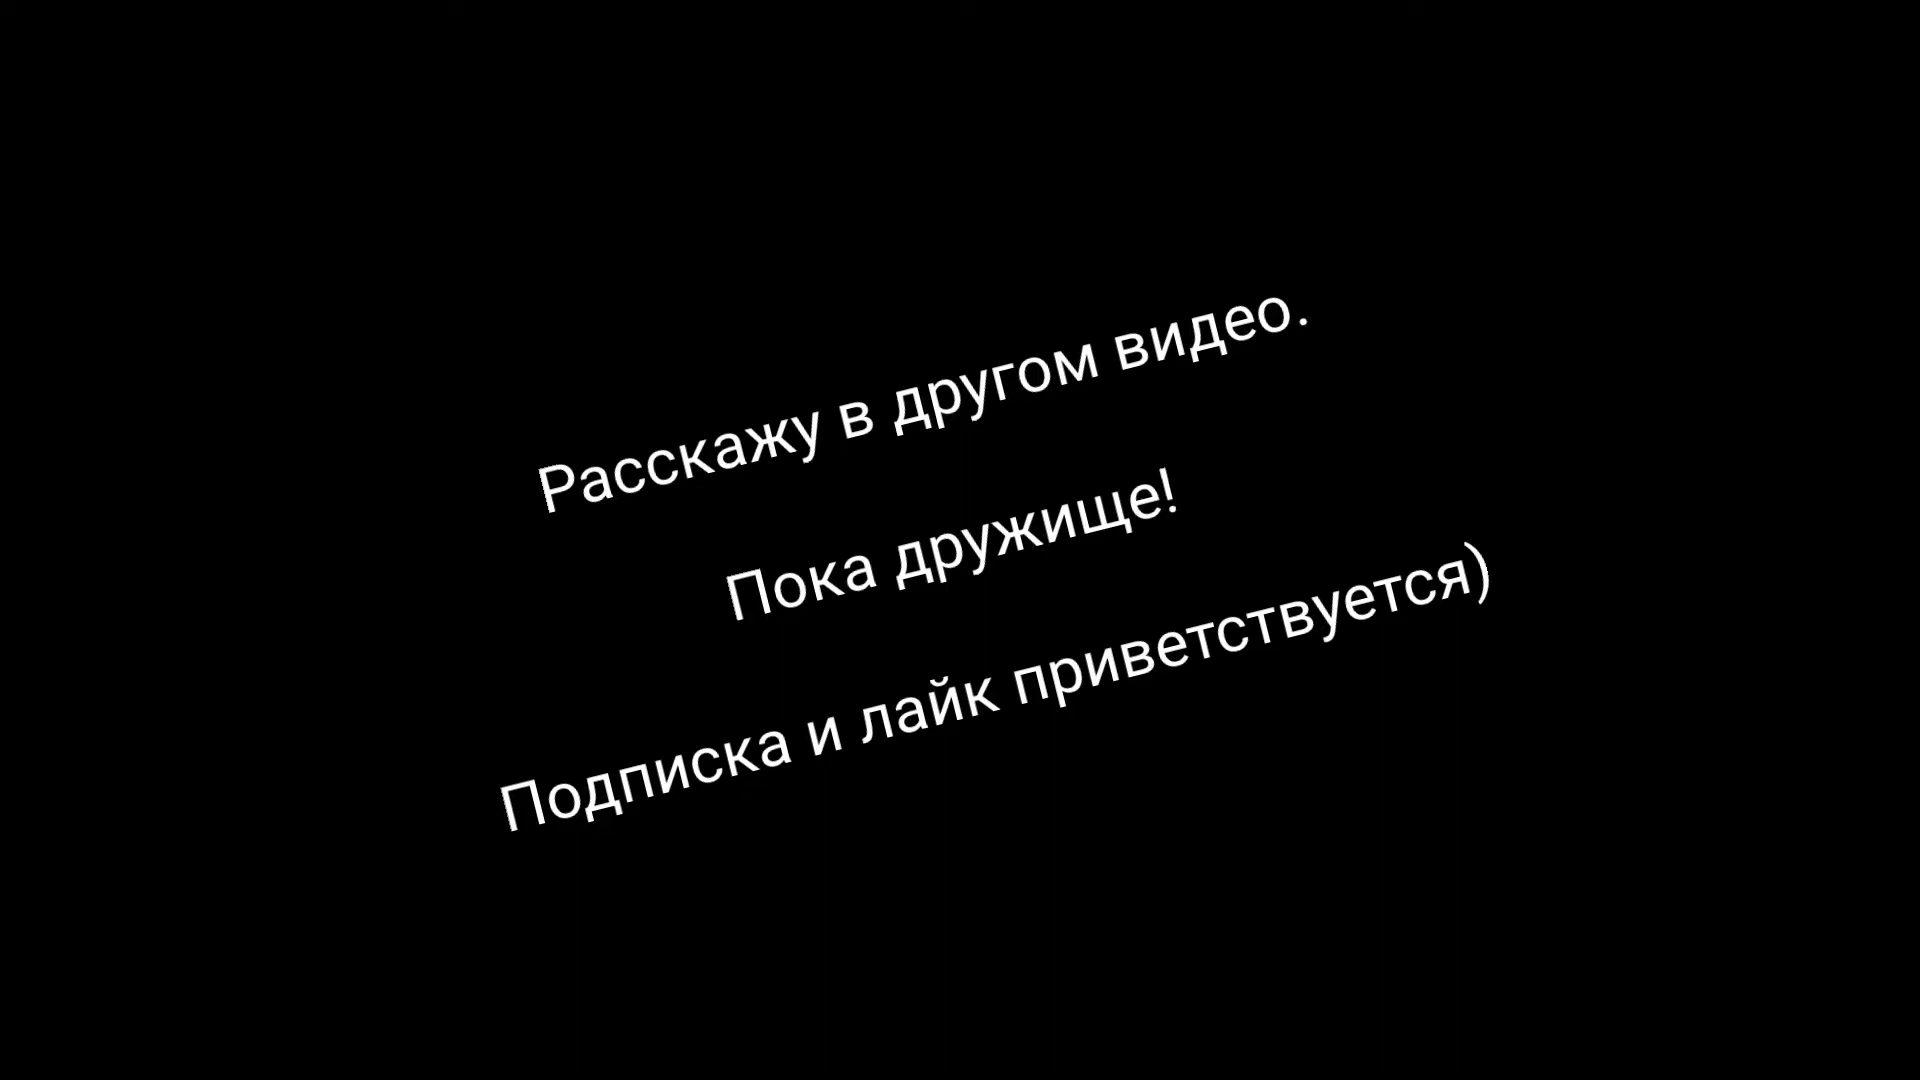 Расскажу в другом видео.
Пока дружище!
Подписка и лайк приветствуется)